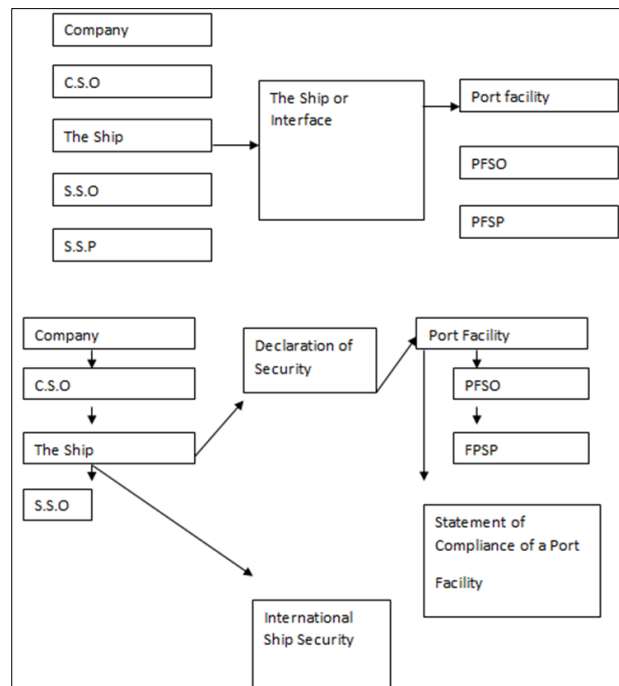 Company
C.S.O
The Ship
S.S.O
S.S.P
The Ship or
Interface
Port facility
PFSO
PFSP
Company
C.S.O
The Ship
S.S.O
Declaration of
Security
Port Facility
PFSO
FPSP
Statement of
Compliance of a Port
Facility
International
Ship Security